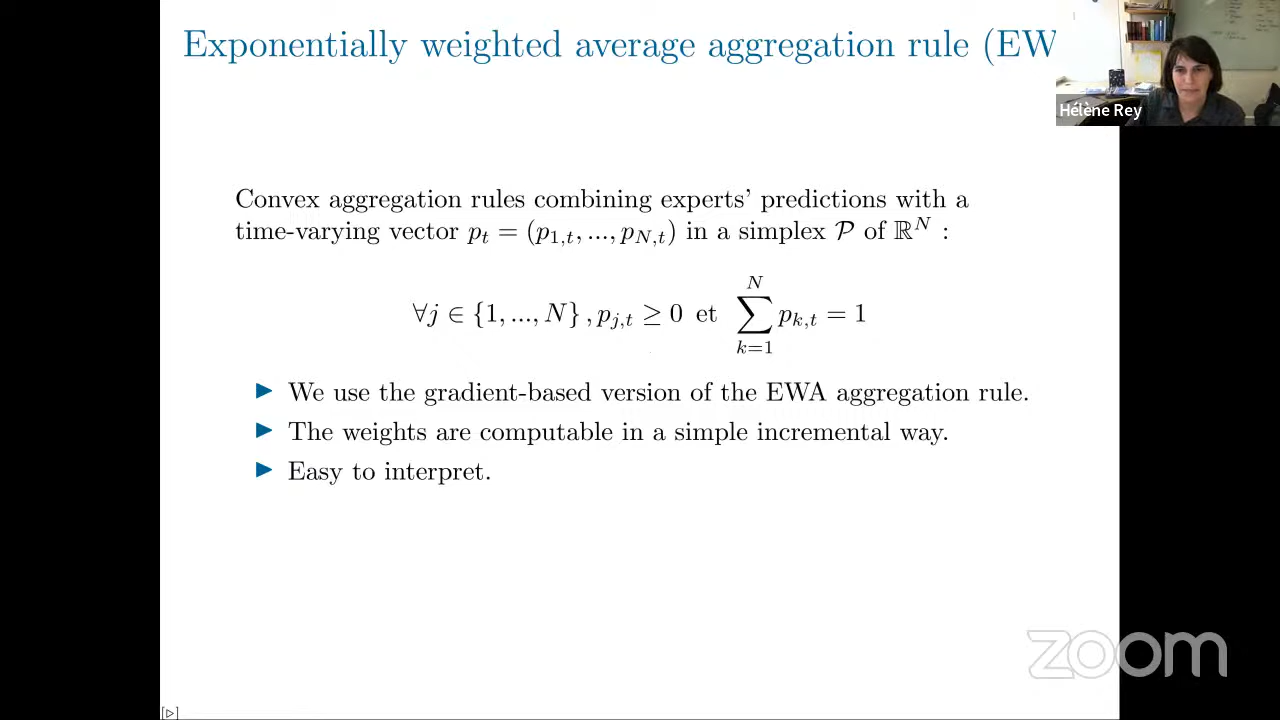 Exponentially weighted average aggregation rule (EW
Hélène Rey
Convex aggregation rules combining experts' predictions with a
time-varying vector p_t = (p_{1,t}, ..., p_{N,t}) in a simplex 𝒫 of ℝ^N :
∀j ∈ {1, ..., N} , p_{j,t} ≥ 0 et ∑_{k=1}^{N} p_{k,t} = 1
▶ We use the gradient-based version of the EWA aggregation rule.
▶ The weights are computable in a simple incremental way.
▶ Easy to interpret.
zoom